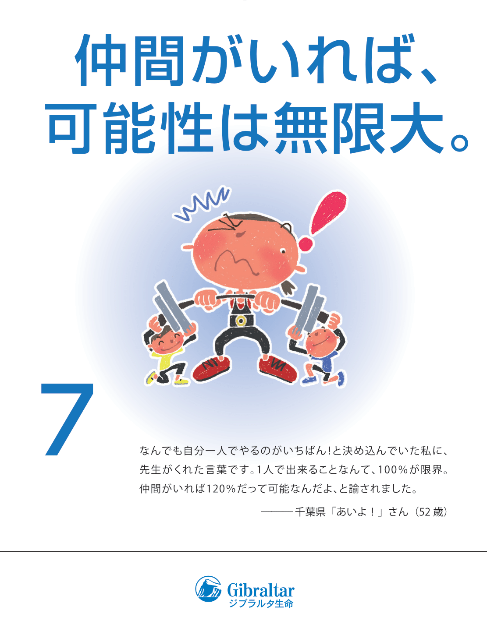 仲間がいれば、
可能性は無限大。
7
なんでも自分一人でやるのがいちばん!と決め込んでいた私に、
先生がくれた言葉です。1人で出来ることなんて、100%が限界。
仲間がいれば120%だって可能なんだよ、と諭されました。
———千葉県「あいよ!」さん(52歳)
Gibraltar
ジブラルタ生命